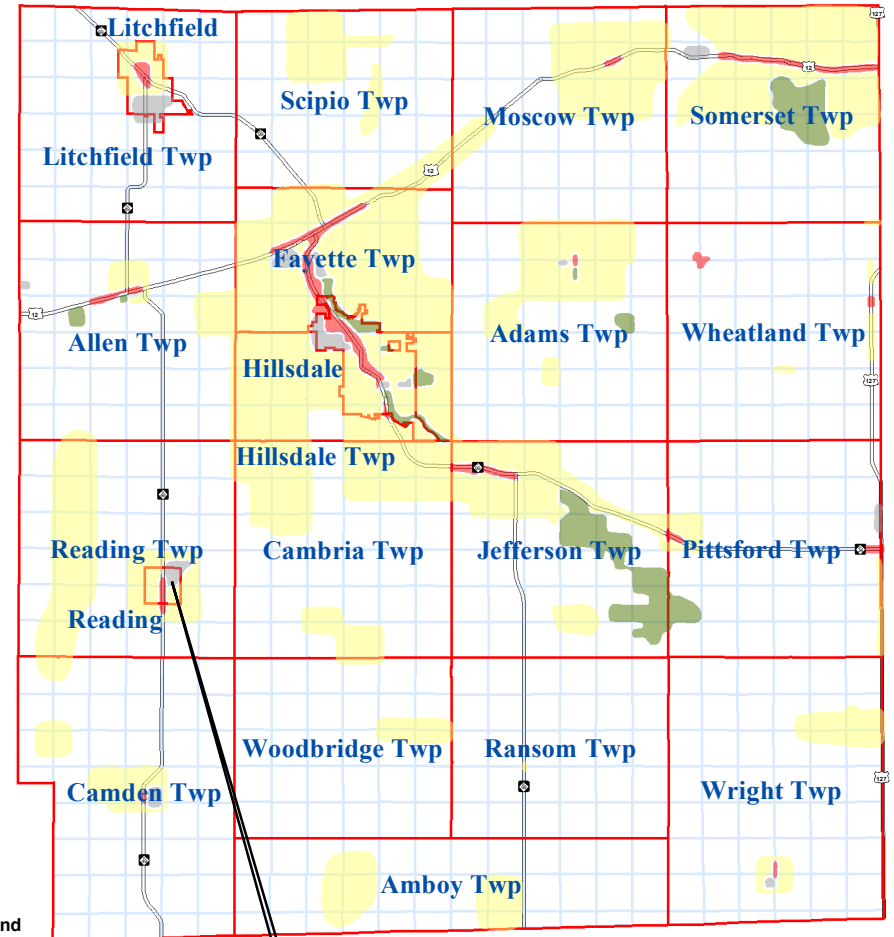 127
Litchfield
12
Scipio Twp
Moscow Twp
Somerset Twp
Litchfield Twp
12
Fayette Twp
12
Allen Twp
Adams Twp
Wheatland Twp
Hillsdale
127
Hillsdale Twp
Reading Twp
Cambria Twp
Jefferson Twp
Pittsford Twp
Reading
Woodbridge Twp
Ransom Twp
127
Camden Twp
Wright Twp
Amboy Twp
nd